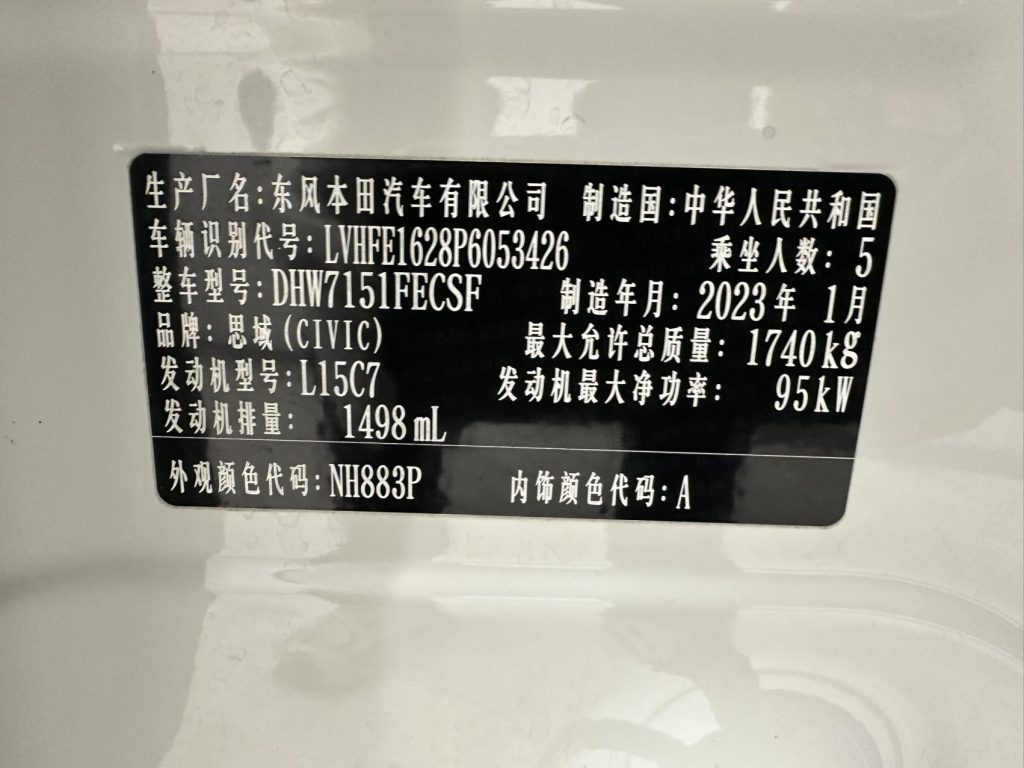 生产厂名:东风本田汽车有限公司 制造国:中华人民共和国
车辆识别代号:LVHFE1628P6053426 乘坐人数: 5
整车型号:DHW7151FECSF 制造年月: 2023年 1月
品牌: 思域(CIVIC) 最大允许总质量: 1740kg
发动机型号:L15C7 发动机最大净功率: 95kW
发动机排量: 1498mL
外观颜色代码:NH883P 内饰颜色代码:A